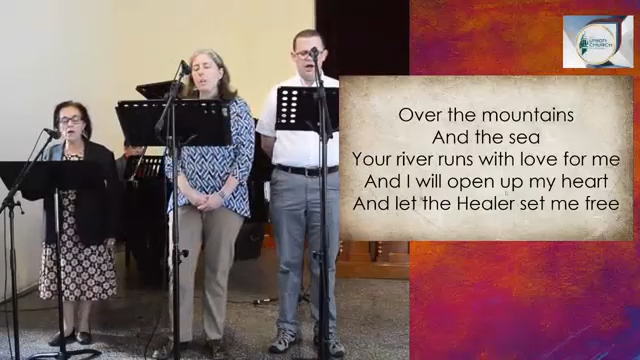 UNION
CHURCH
Over the mountains
And the sea
Your river runs with love for me
And I will open up my heart
And let the Healer set me free